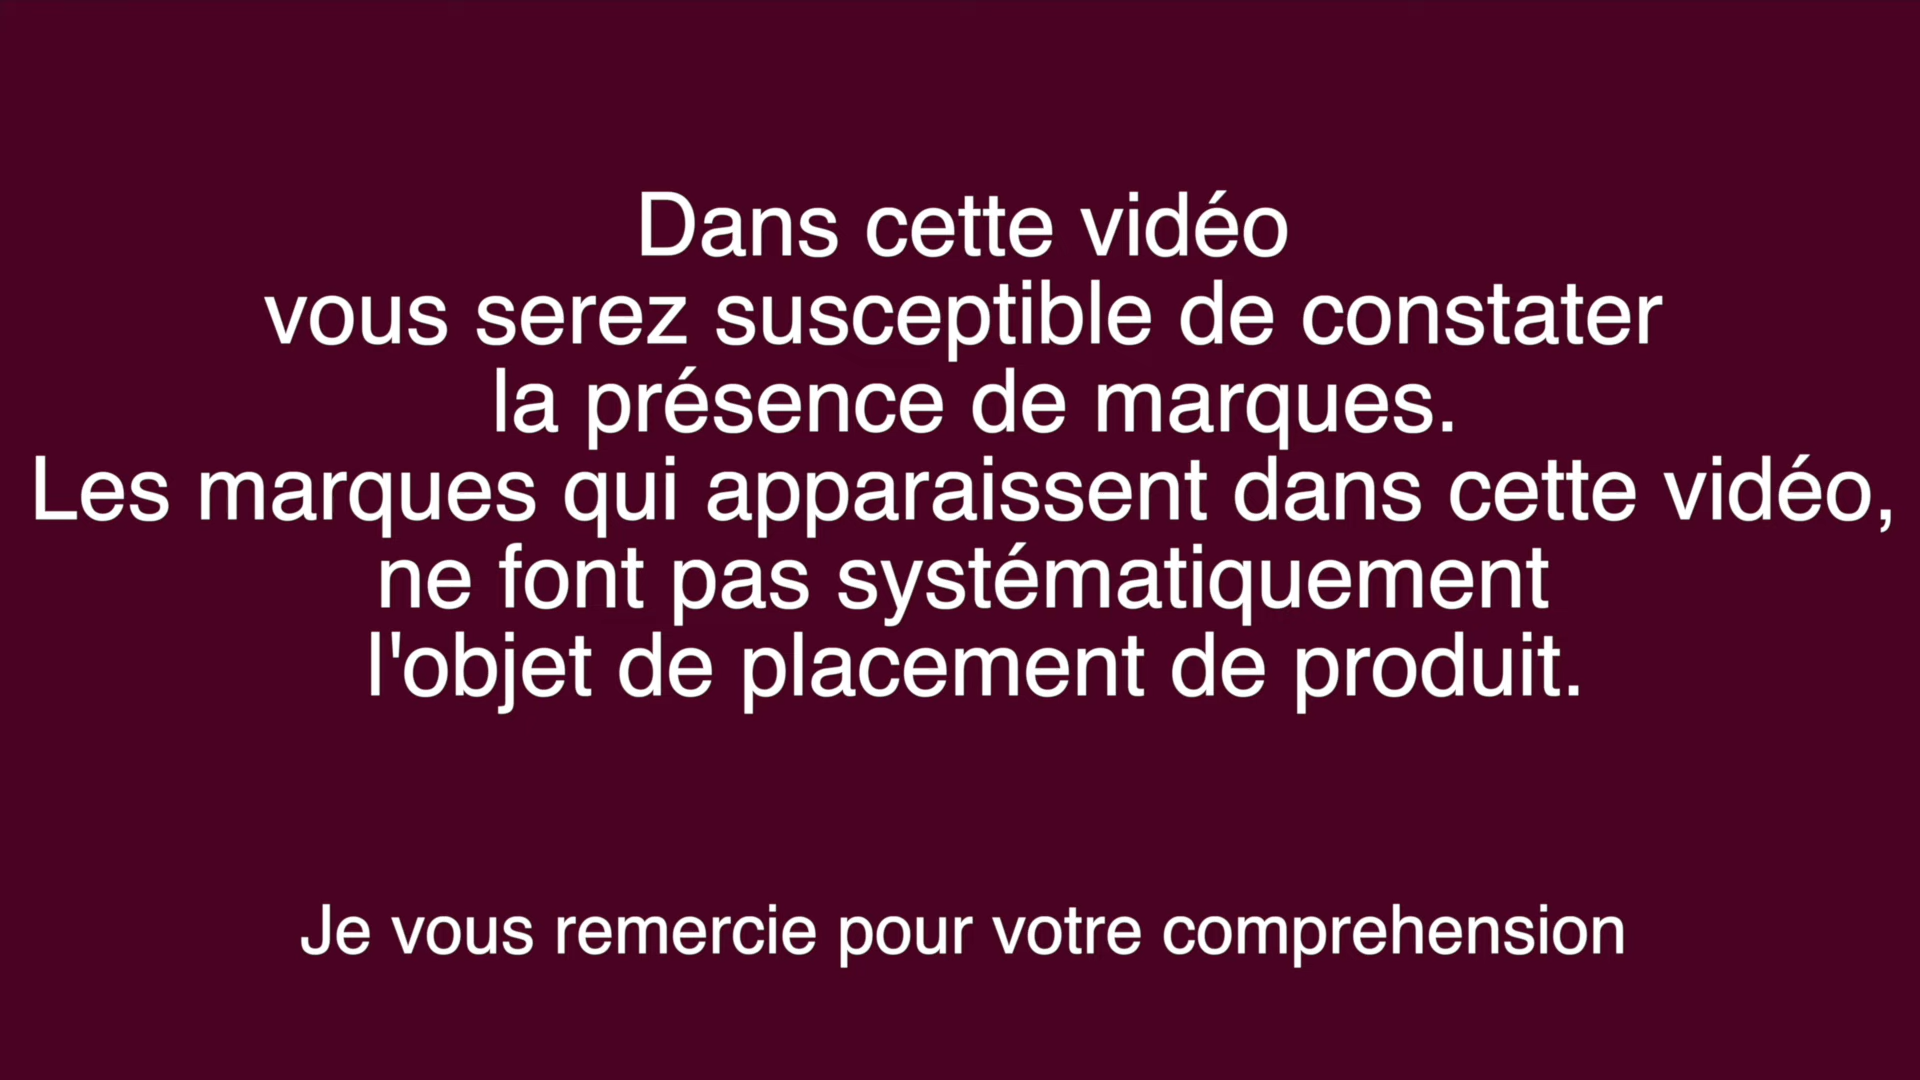 Dans cette vidéo
vous serez susceptible de constater
la présence de marques.
Les marques qui apparaissent dans cette vidéo,
ne font pas systématiquement
l'objet de placement de produit.
Je vous remercie pour votre comprehension